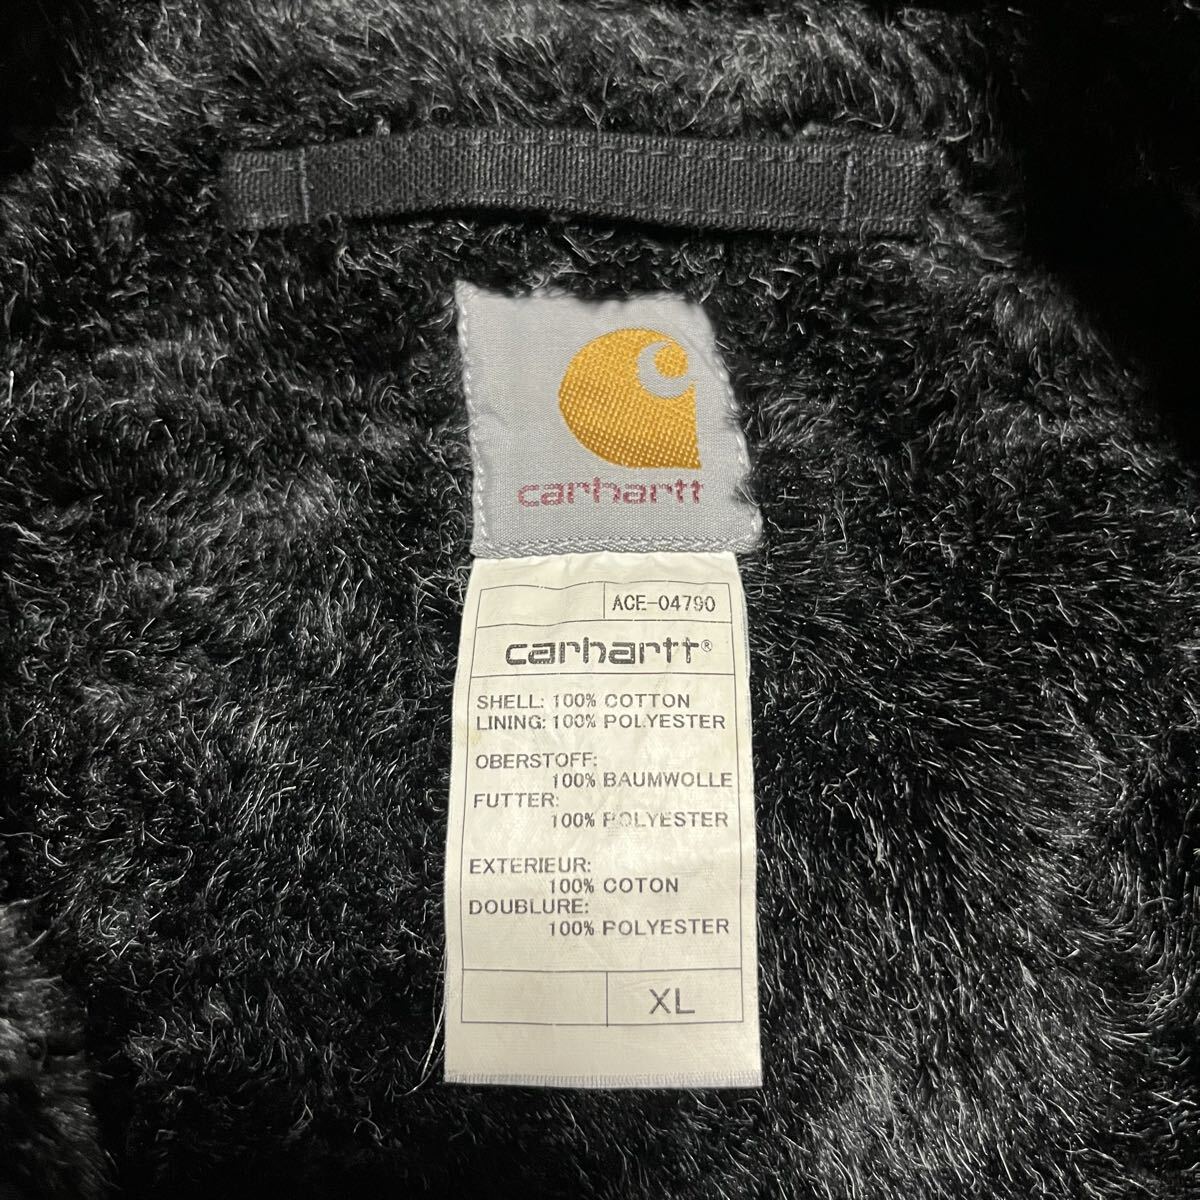 carhartt
ACE-04790
carhartt®
SHELL: 100% COTTON
LINING: 100% POLYESTER
OBERSTOFF:
100% BAUMWOLLE
FUTTER:
100% POLYESTER
EXTERIEUR:
100% COTON
DOUBLURE:
100% POLYESTER
XL